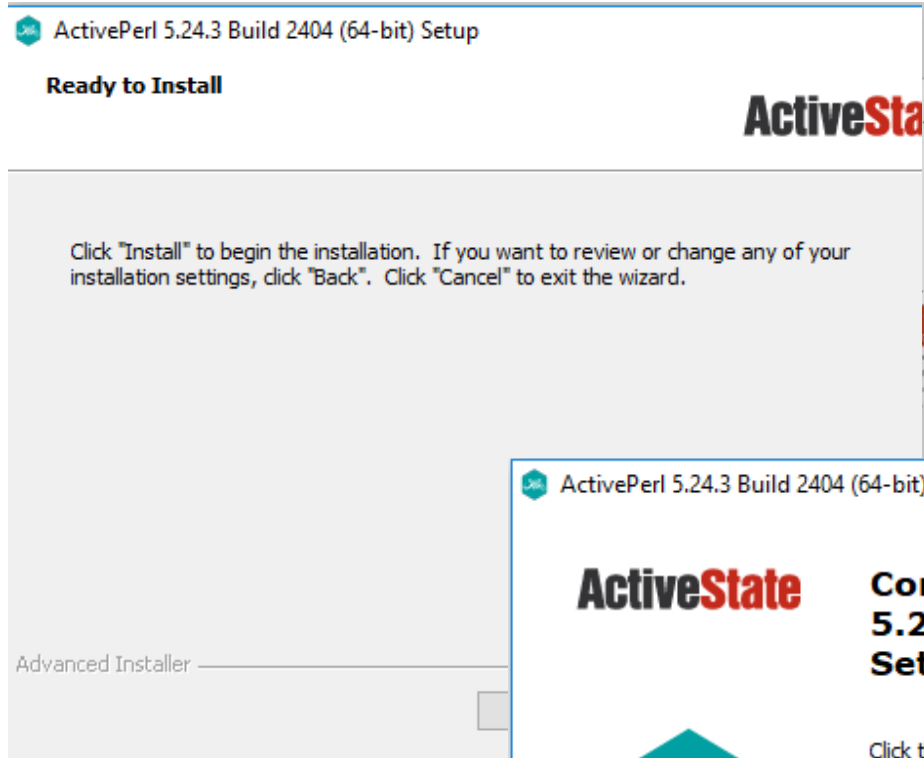 ActivePerl 5.24.3 Build 2404 (64-bit) Setup
Ready to Install
ActiveSta
Click "Install" to begin the installation. If you want to review or change any of your
installation settings, click "Back". Click "Cancel" to exit the wizard.
ActivePerl 5.24.3 Build 2404 (64-bit)
ActiveState
Cor
5.2
Set
Advanced Installer
Click t